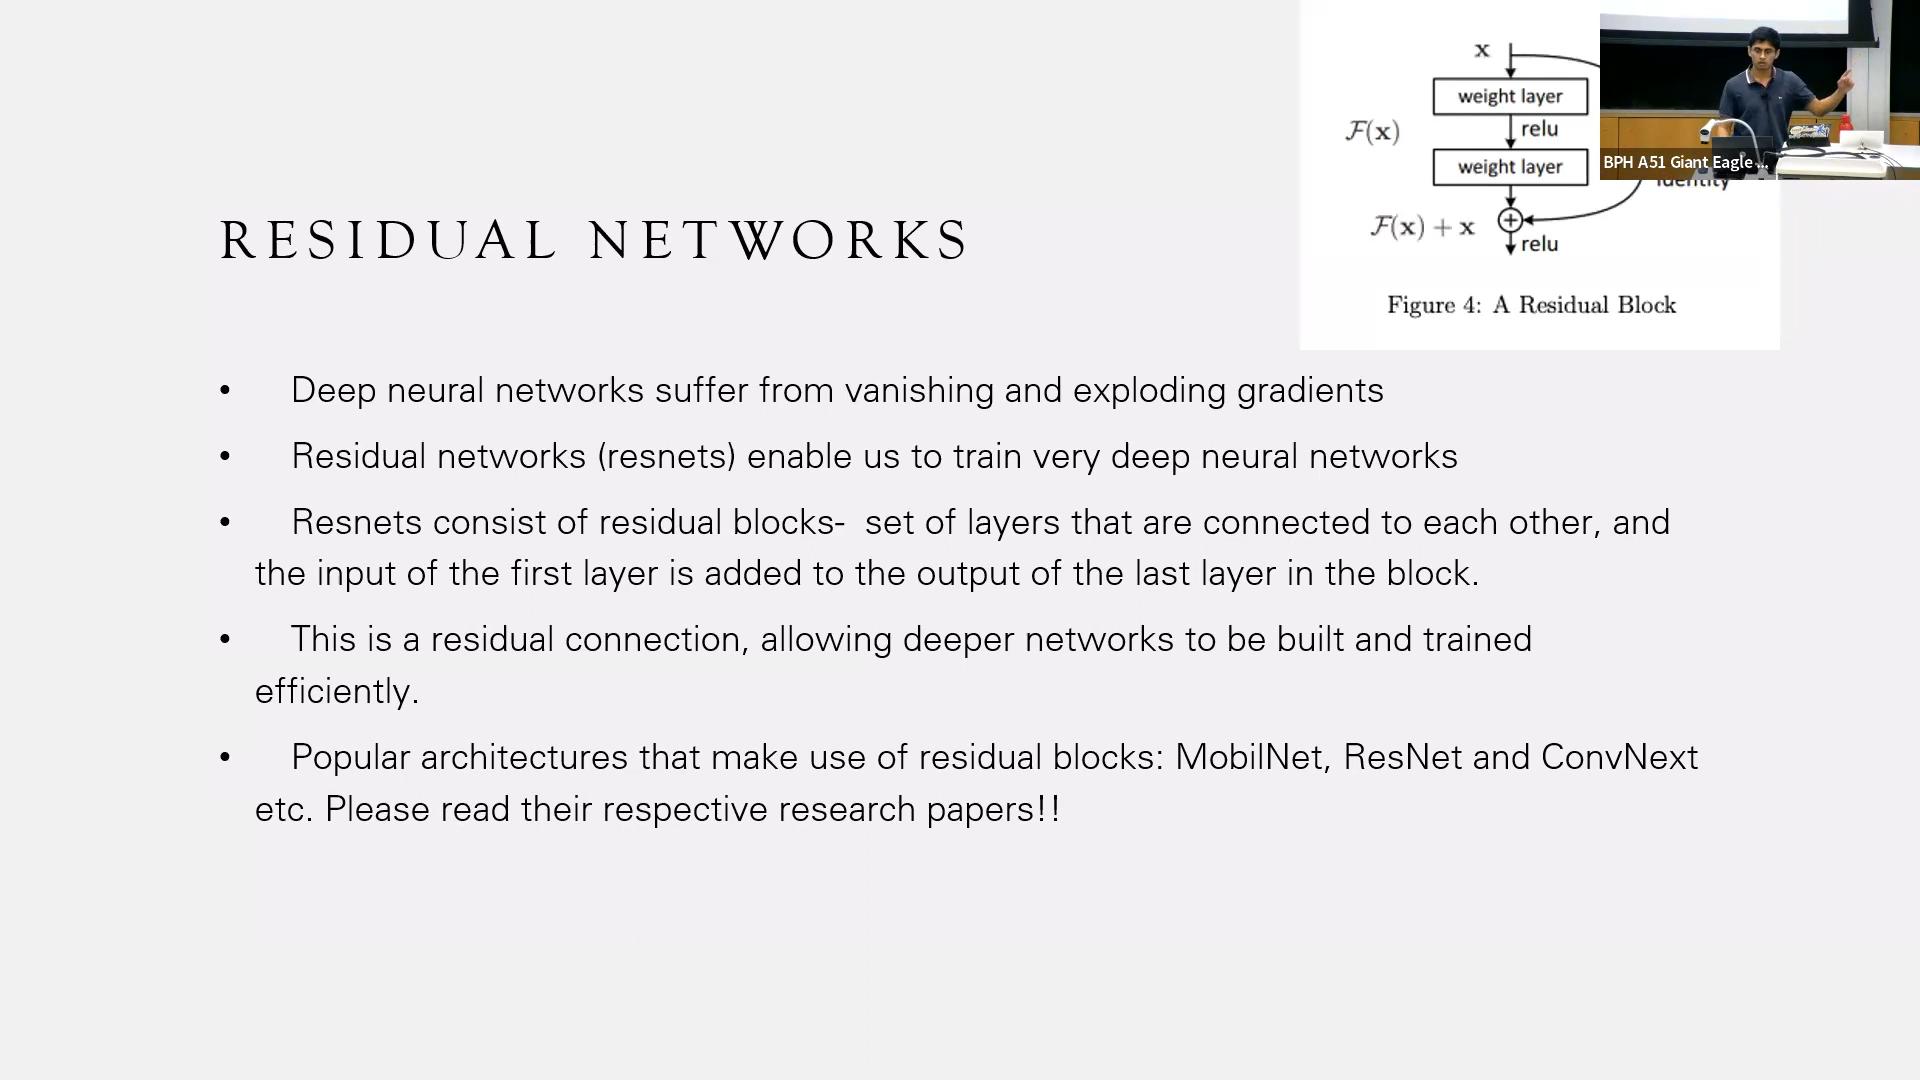 x
weight layer
F(x)
relu
weight layer
BPH A51 Giant Eagle ...
identity
F(x) + x
relu
Figure 4: A Residual Block
RESIDUAL NETWORKS
• Deep neural networks suffer from vanishing and exploding gradients
• Residual networks (resnets) enable us to train very deep neural networks
• Resnets consist of residual blocks- set of layers that are connected to each other, and
the input of the first layer is added to the output of the last layer in the block.
• This is a residual connection, allowing deeper networks to be built and trained
efficiently.
• Popular architectures that make use of residual blocks: MobilNet, ResNet and ConvNext
etc. Please read their respective research papers!!